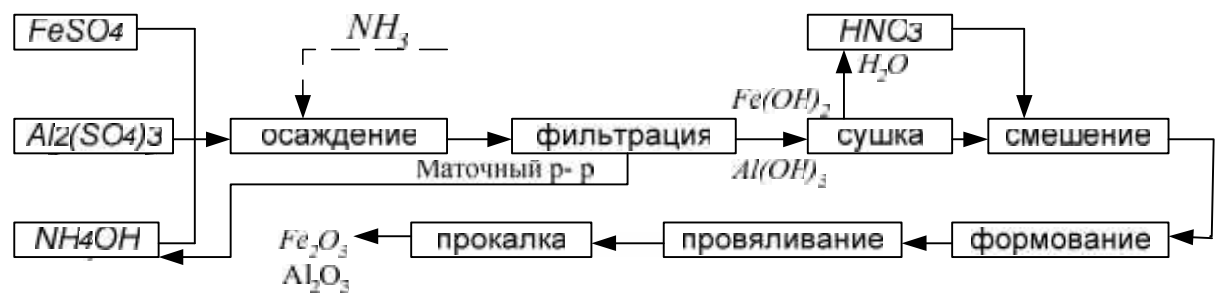 FeSO4
NH₃
HNO3
H₂O
Al2(SO4)3
осаждение
фильтрация
Fe(OH)₂
Al(OH)₃
сушка
смешение
Маточный р- р
NH4OH
Fe₂O₃
Al₂O₃
прокалка
провяливание
формование